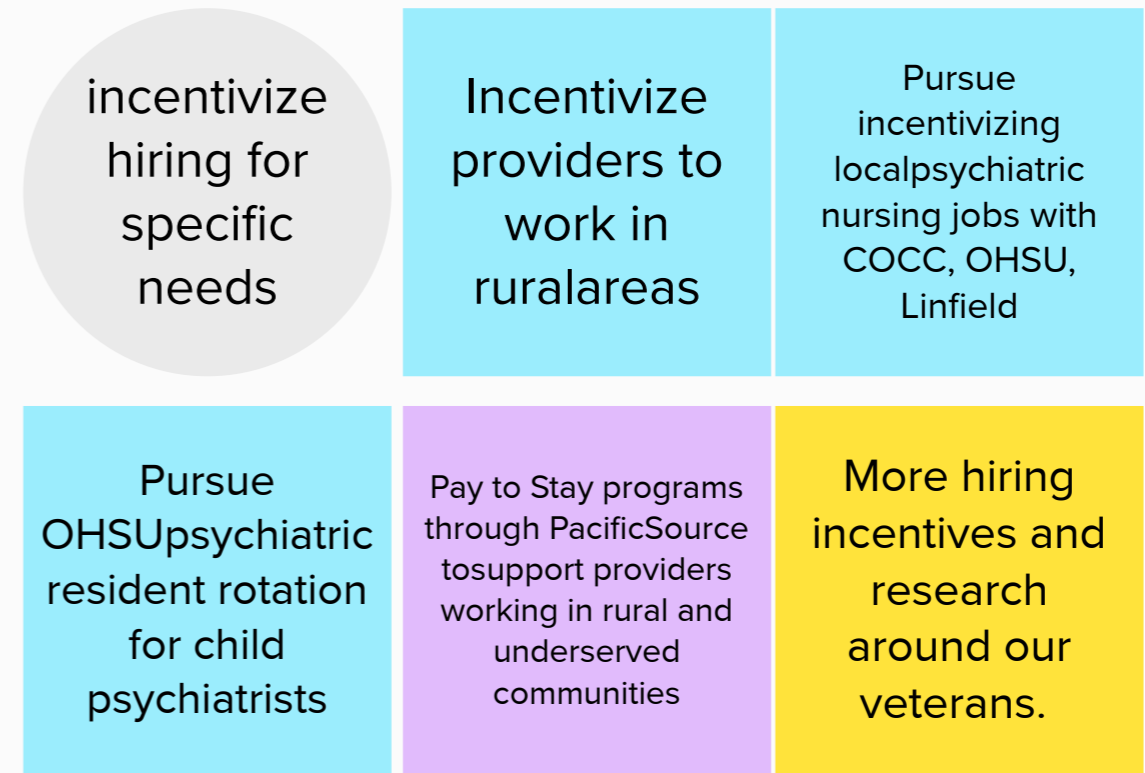 incentivize
hiring for
specific
needs
Incentivize
providers to
work in
ruralareas
Pursue
incentivizing
localpsychiatric
nursing jobs with
COCC, OHSU,
Linfield
Pursue
OHSUpsychiatric
resident rotation
for child
psychiatrists
Pay to Stay programs
through PacificSource
tosupport providers
working in rural and
underserved
communities
More hiring
incentives and
research
around our
veterans.